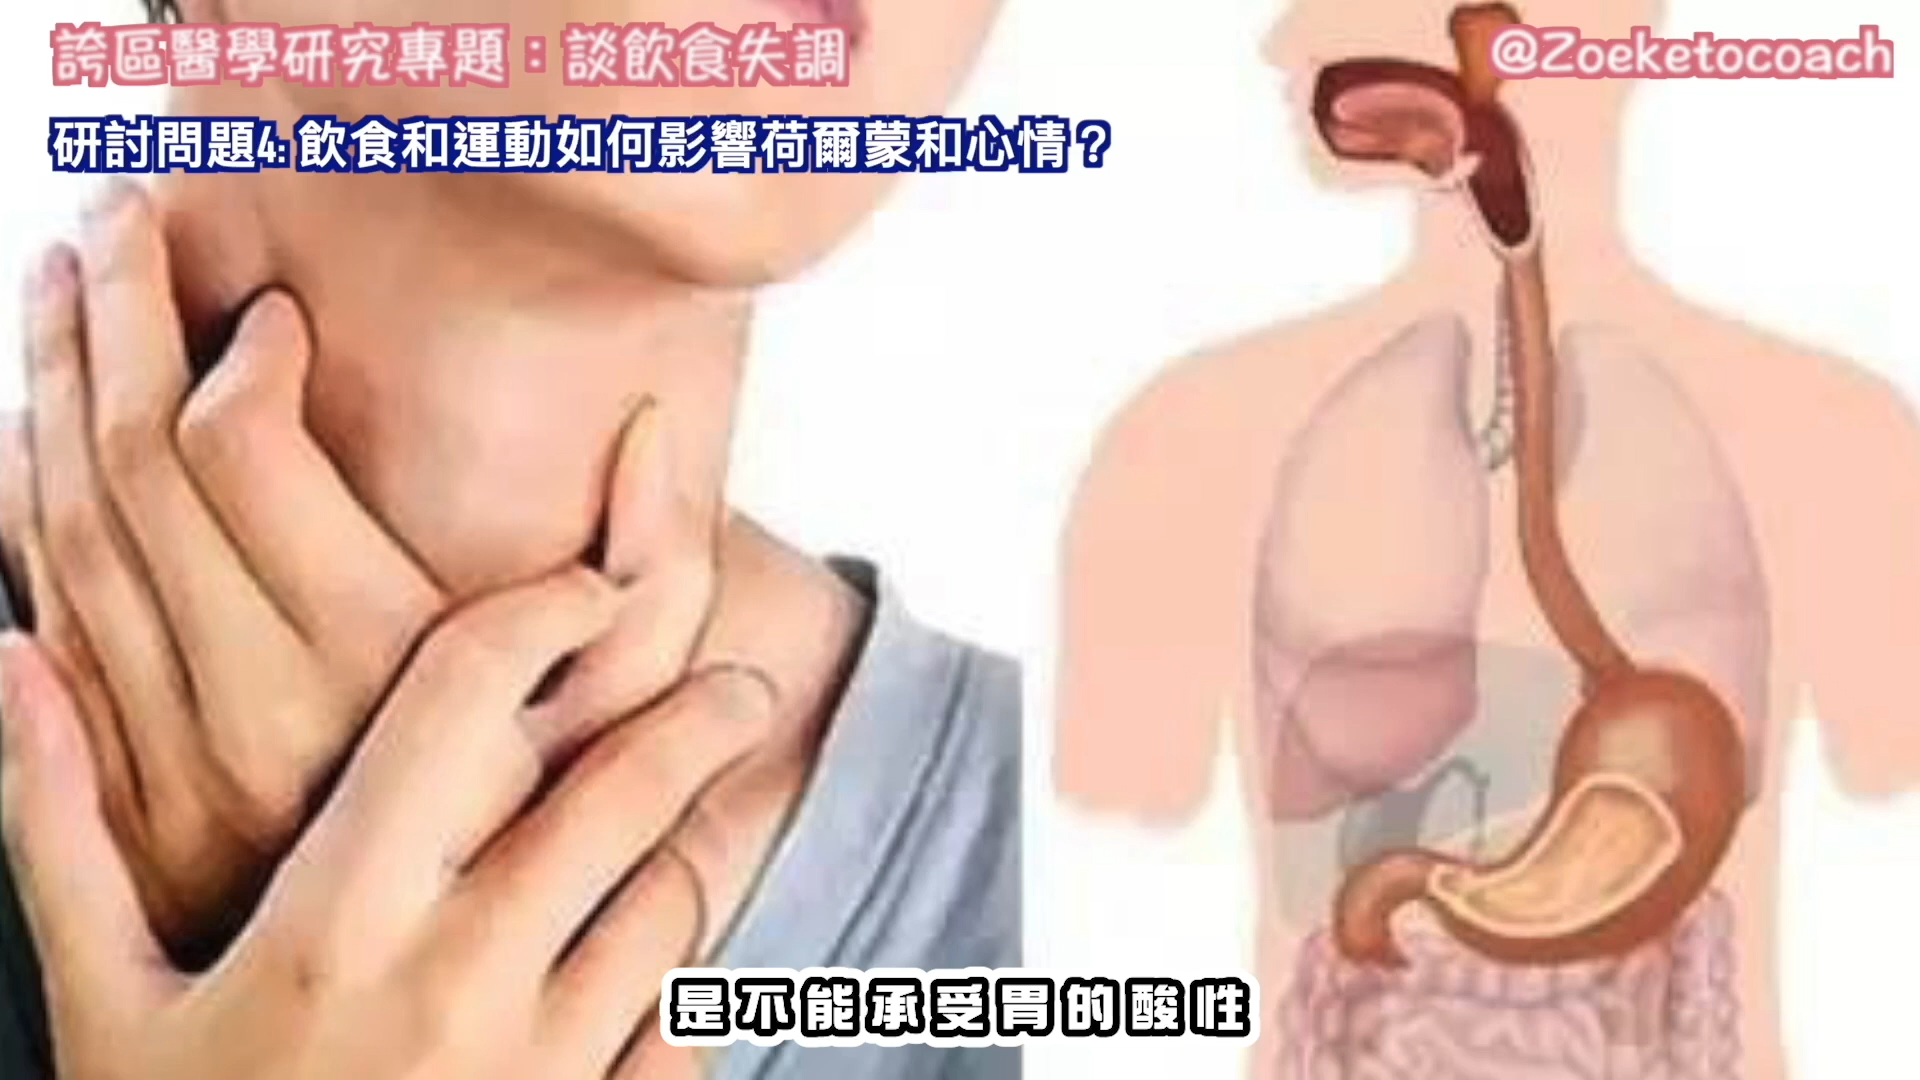 誇區醫學研究專題：談飲食失調
@Zoeketocoach
研討問題4: 飲食和運動如何影響荷爾蒙和心情？
是不能承受胃的酸性